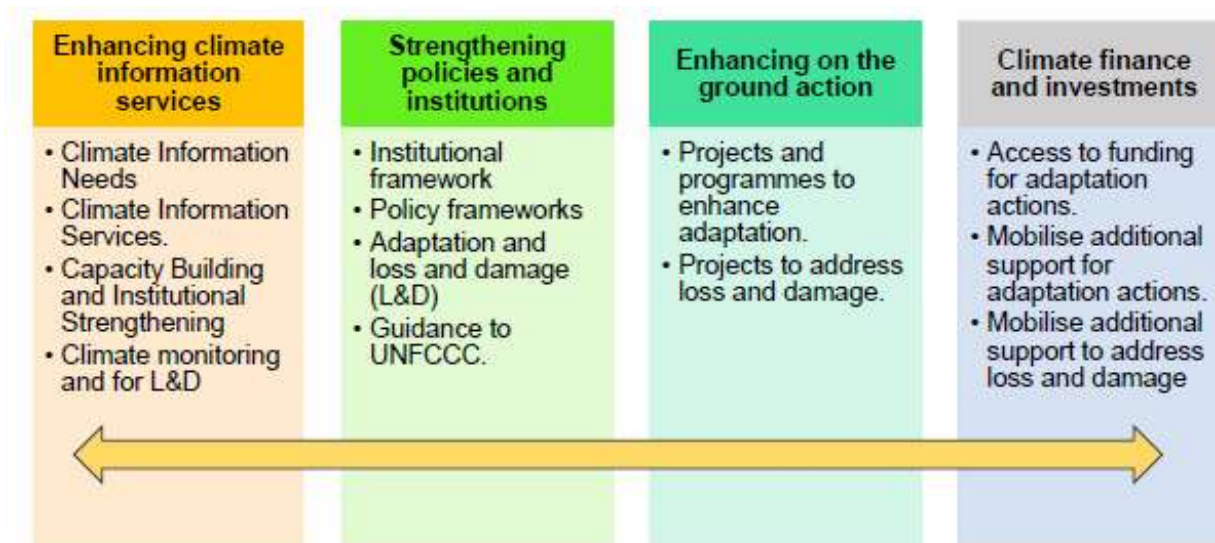 Enhancing climate
information
services
• Climate Information
Needs
• Climate Information
Services.
• Capacity Building
and Institutional
Strengthening
• Climate monitoring
and for L&D
Strengthening
policies and
institutions
• Institutional
framework
• Policy frameworks
• Adaptation and
loss and damage
(L&D)
• Guidance to
UNFCCC.
Enhancing on the
ground action
• Projects and
programmes to
enhance
adaptation.
• Projects to address
loss and damage.
Climate finance
and investments
• Access to funding
for adaptation
actions.
• Mobilise additional
support for
adaptation actions.
• Mobilise additional
support to address
loss and damage